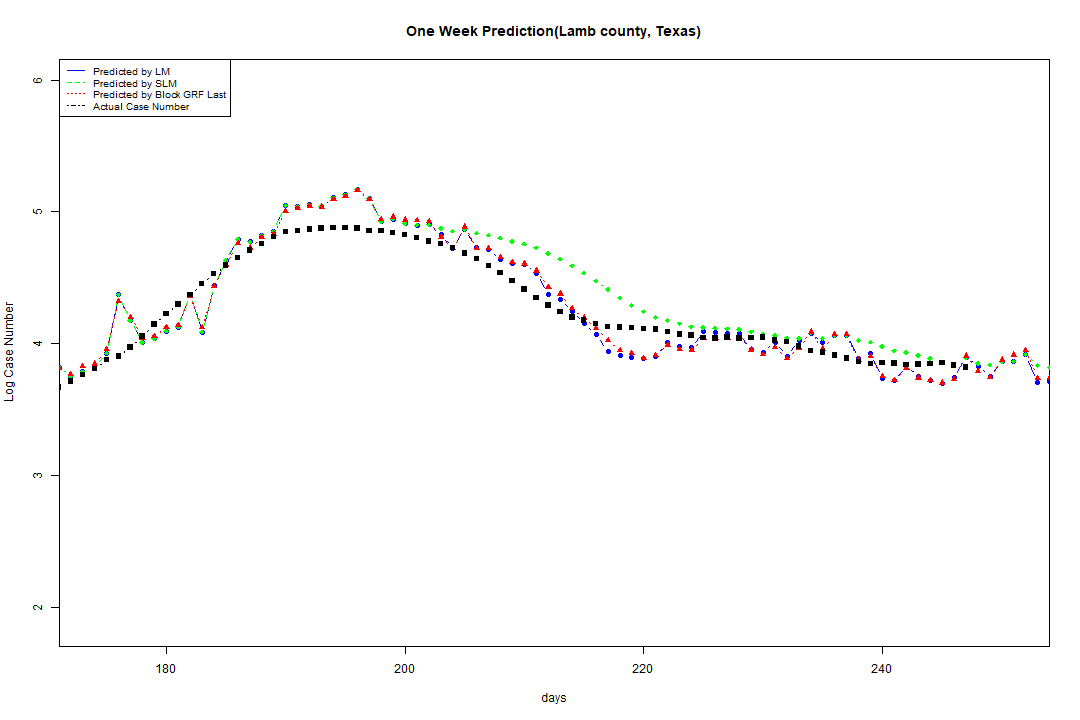 One Week Prediction(Lamb county, Texas)
Predicted by LM
Predicted by SLM
Predicted by Block GRF Last
Actual Case Number
6
5
4
3
2
Log Case Number
180 200 220 240
days